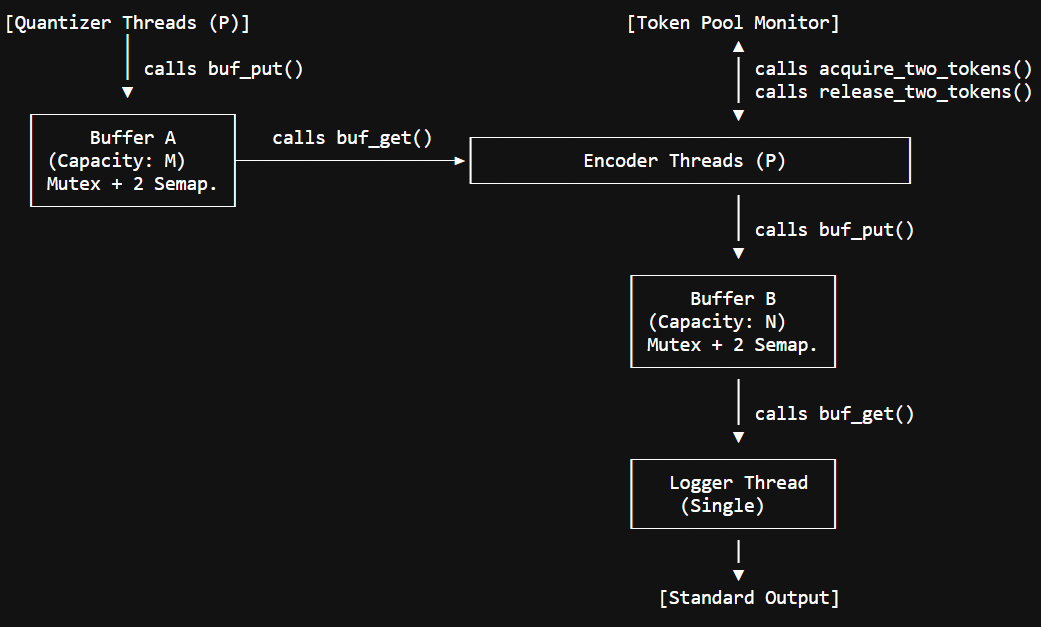 [Quantizer Threads (P)]
[Token Pool Monitor]
calls buf_put()
calls acquire_two_tokens()
calls release_two_tokens()
Buffer A
(Capacity: M)
Mutex + 2 Semap.
calls buf_get()
Encoder Threads (P)
calls buf_put()
Buffer B
(Capacity: N)
Mutex + 2 Semap.
calls buf_get()
Logger Thread
(Single)
[Standard Output]